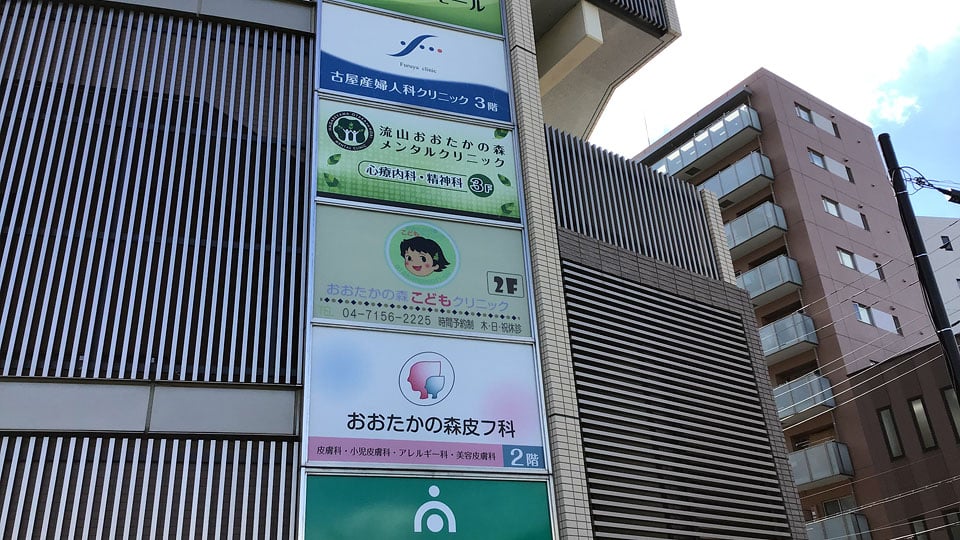 モール
Furuya clinic
古屋産婦人科クリニック 3階
流山おおたかの森
メンタルクリニック
心療内科・精神科 3F
こども
2F
おおたかの森こどもクリニック
TEL 04-7156-2225 時間予約制 木・日・祝休診
おおたかの森皮フ科
皮膚科・小児皮膚科・アレルギー科・美容皮膚科 2階